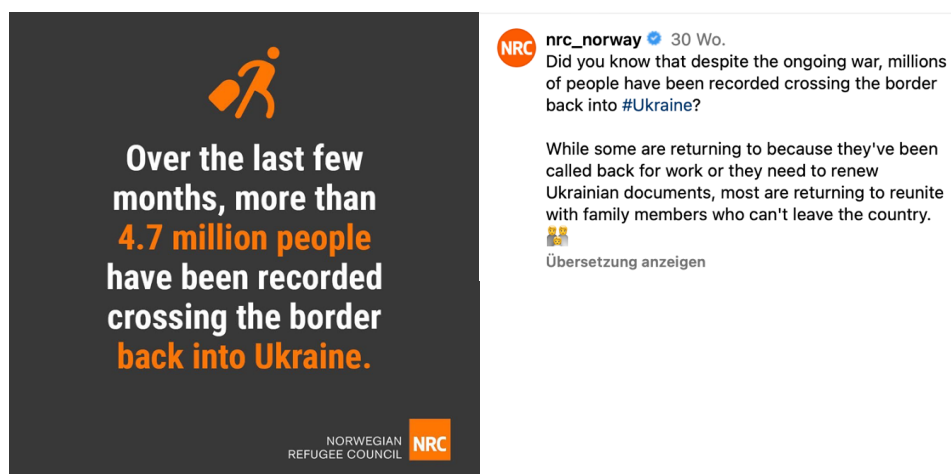 Over the last few
months, more than
4.7 million people
have been recorded
crossing the border
back into Ukraine.
NORWEGIAN
REFUGEE COUNCIL
NRC
NRC
nrc_norway 30 Wo.
Did you know that despite the ongoing war, millions
of people have been recorded crossing the border
back into #Ukraine?
While some are returning to because they've been
called back for work or they need to renew
Ukrainian documents, most are returning to reunite
with family members who can't leave the country.
Übersetzung anzeigen